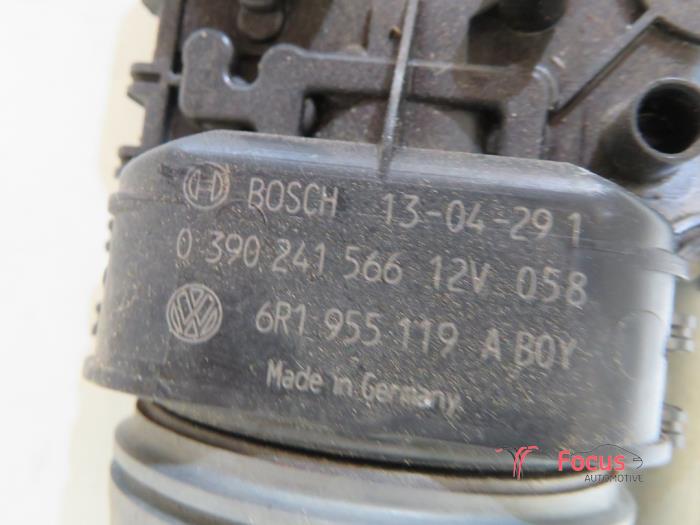 BOSCH 13-04-29 1
0 390 241 566 12V 058
6R1 955 119 A BOY
Made in Germany
Focus
AUTOMOTIVE